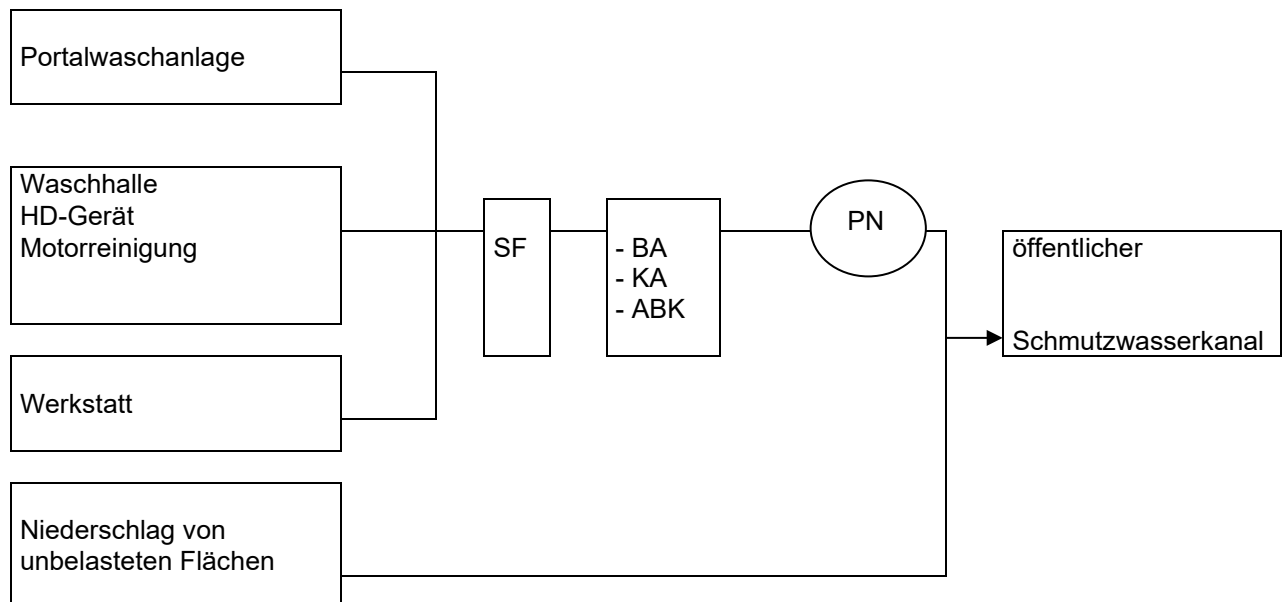 Portalwaschanlage
Waschhalle
HD-Gerät
Motorreinigung
SF
- BA
- KA
- ABK
PN
öffentlicher
Schmutzwasserkanal
Werkstatt
Niederschlag von
unbelasteten Flächen